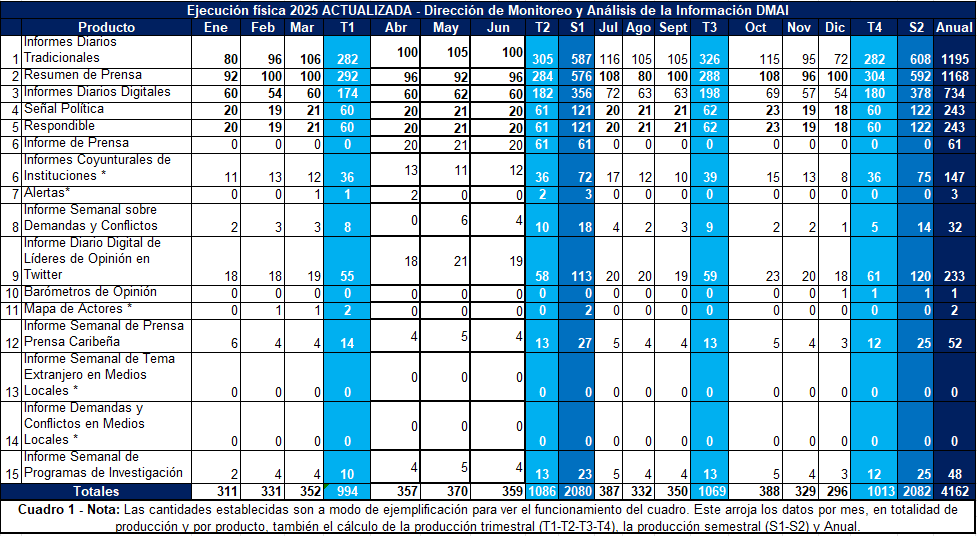 Ejecución física 2025 ACTUALIZADA - Dirección de Monitoreo y Análisis de la Información DMAI
Producto Ene Feb Mar T1 Abr May Jun T2 S1 Jul Ago Sept T3 Oct Nov Dic T4 S2 Anual
1 Informes Diarios
Tradicionales 80 96 106 282 100 105 100 305 587 116 105 105 326 115 95 72 282 608 1195
2 Resumen de Prensa 92 100 100 292 96 92 96 284 576 108 80 100 288 108 96 100 304 592 1168
3 Informes Diarios Digitales 60 54 60 174 60 62 60 182 356 72 63 63 198 69 57 54 180 378 734
4 Señal Política 20 19 21 60 20 21 20 61 121 20 21 21 62 23 19 18 60 122 243
5 Respondible 20 19 21 60 20 21 20 61 121 20 21 21 62 23 19 18 60 122 243
6 Informe de Prensa 0 0 0 0 20 21 20 61 61 0 0 0 0 0 0 0 0 0 61
Informes Coyunturales de
6 Instituciones * 11 13 12 36 13 11 12 36 72 17 12 10 39 15 13 8 36 75 147
7 Alertas* 0 0 1 1 2 0 0 2 3 0 0 0 0 0 0 0 0 0 3
Informe Semanal sobre
8 Demandas y Conflictos 2 3 3 8 0 6 4 10 18 4 2 3 9 2 2 1 5 14 32
Informe Diario Digital de
Líderes de Opinión en
9 Twitter 18 18 19 55 18 21 19 58 113 20 20 19 59 23 20 18 61 120 233
10 Barómetros de Opinión 0 0 0 0 0 0 0 0 0 0 0 0 0 0 0 1 1 1 1
11 Mapa de Actores * 0 1 1 2 0 0 0 0 2 0 0 0 0 0 0 0 0 0 2
Informe Semanal de Prensa
12 Prensa Caribeña 6 4 4 14 4 5 4 13 27 5 4 4 13 5 4 3 12 25 52
Informe Semanal de Tema
Extranjero en Medios
13 Locales * 0 0 0 0 0 0 0 0 0 0 0 0 0 0 0 0 0 0 0
Informe Demandas y
Conflictos en Medios
14 Locales * 0 0 0 0 0 0 0 0 0 0 0 0 0 0 0 0 0 0 0
Informe Semanal de
15 Programas de Investigación 2 4 4 10 4 5 4 13 23 5 4 4 13 5 4 3 12 25 48
Totales 311 331 352 994 357 370 359 1086 2080 387 332 350 1069 388 329 296 1013 2082 4162
Cuadro 1 - Nota: Las cantidades establecidas son a modo de ejemplificación para ver el funcionamiento del cuadro. Este arroja los datos por mes, en totalidad de
producción y por producto, también el cálculo de la producción trimestral (T1-T2-T3-T4), la producción semestral (S1-S2) y Anual.